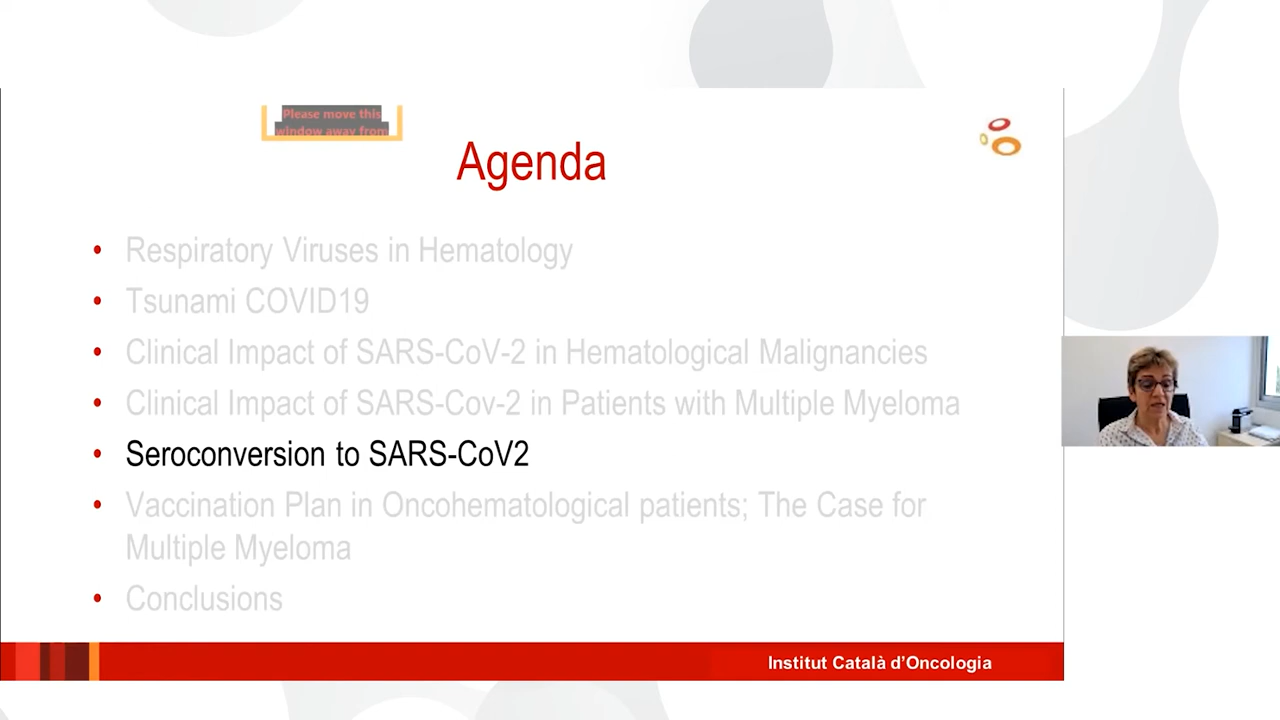 Please move this
window away from
Agenda
• Respiratory Viruses in Hematology
• Tsunami COVID19
• Clinical Impact of SARS-CoV-2 in Hematological Malignancies
• Clinical Impact of SARS-Cov-2 in Patients with Multiple Myeloma
• Seroconversion to SARS-CoV2
• Vaccination Plan in Oncohematological patients; The Case for
Multiple Myeloma
• Conclusions
Institut Català d’Oncologia